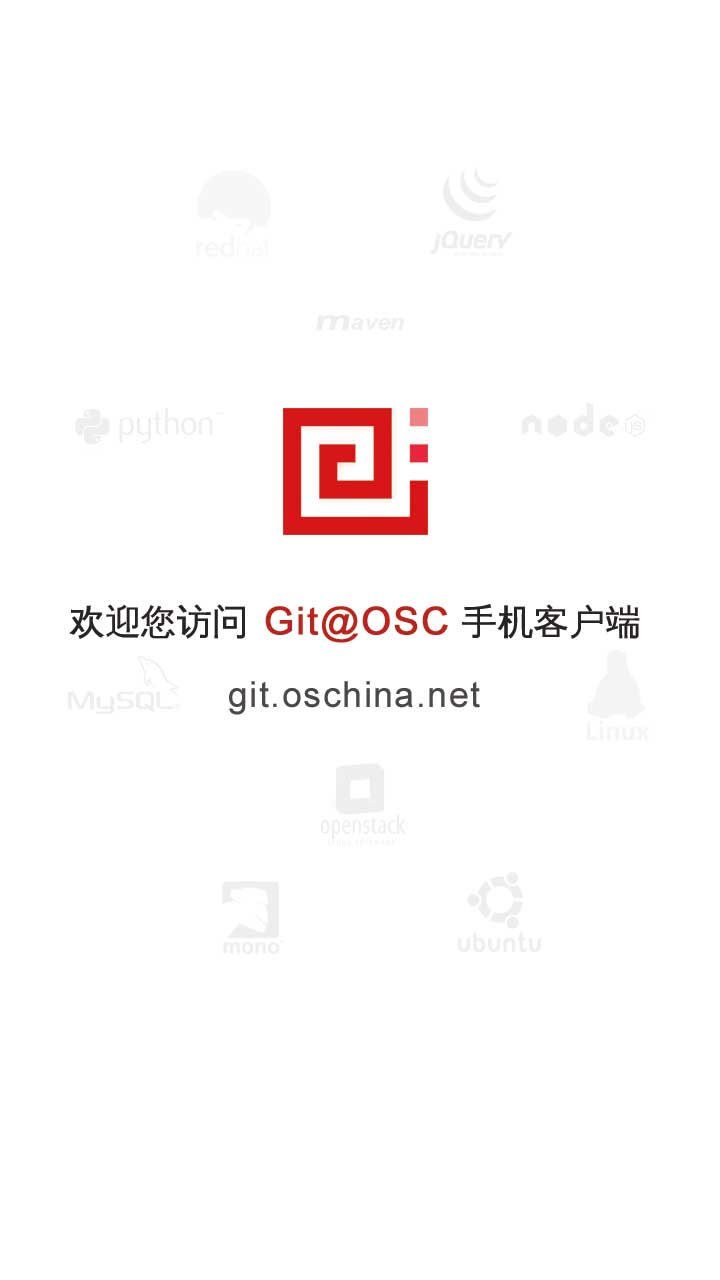 redhat
jQuery
maven
python
node JS
欢迎您访问 Git@OSC 手机客户端
MySQL
git.oschina.net
Linux
openstack
mono
ubuntu